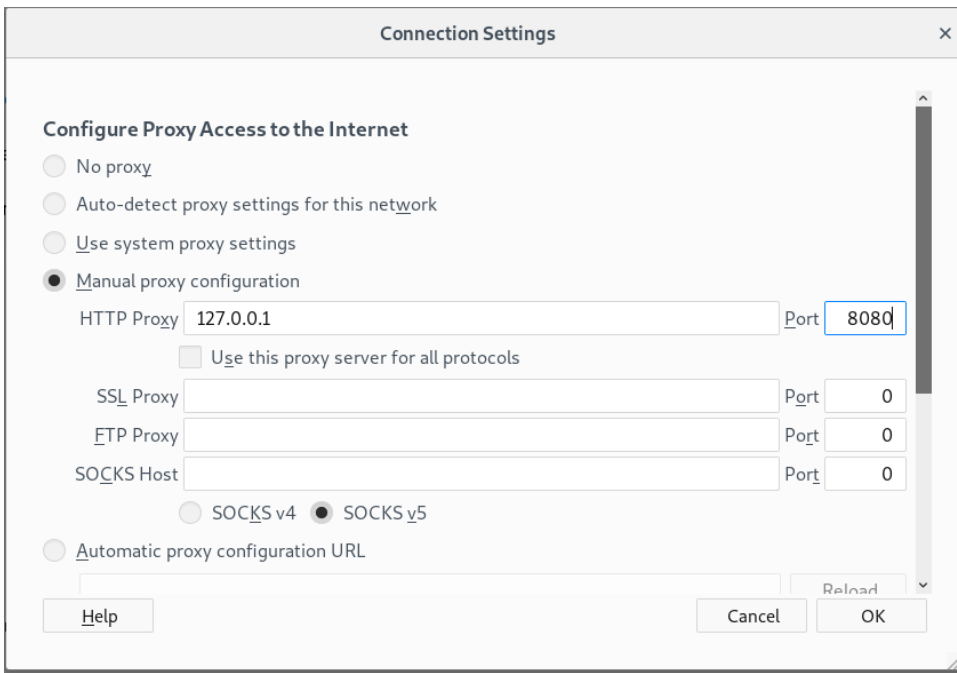 Connection Settings
Configure Proxy Access to the Internet
No proxy
Auto-detect proxy settings for this network
Use system proxy settings
Manual proxy configuration
HTTP Proxy 127.0.0.1 Port 8080
Use this proxy server for all protocols
SSL Proxy Port 0
FTP Proxy Port 0
SOCKS Host Port 0
SOCKS v4 SOCKS v5
Automatic proxy configuration URL
Reload
Help Cancel OK